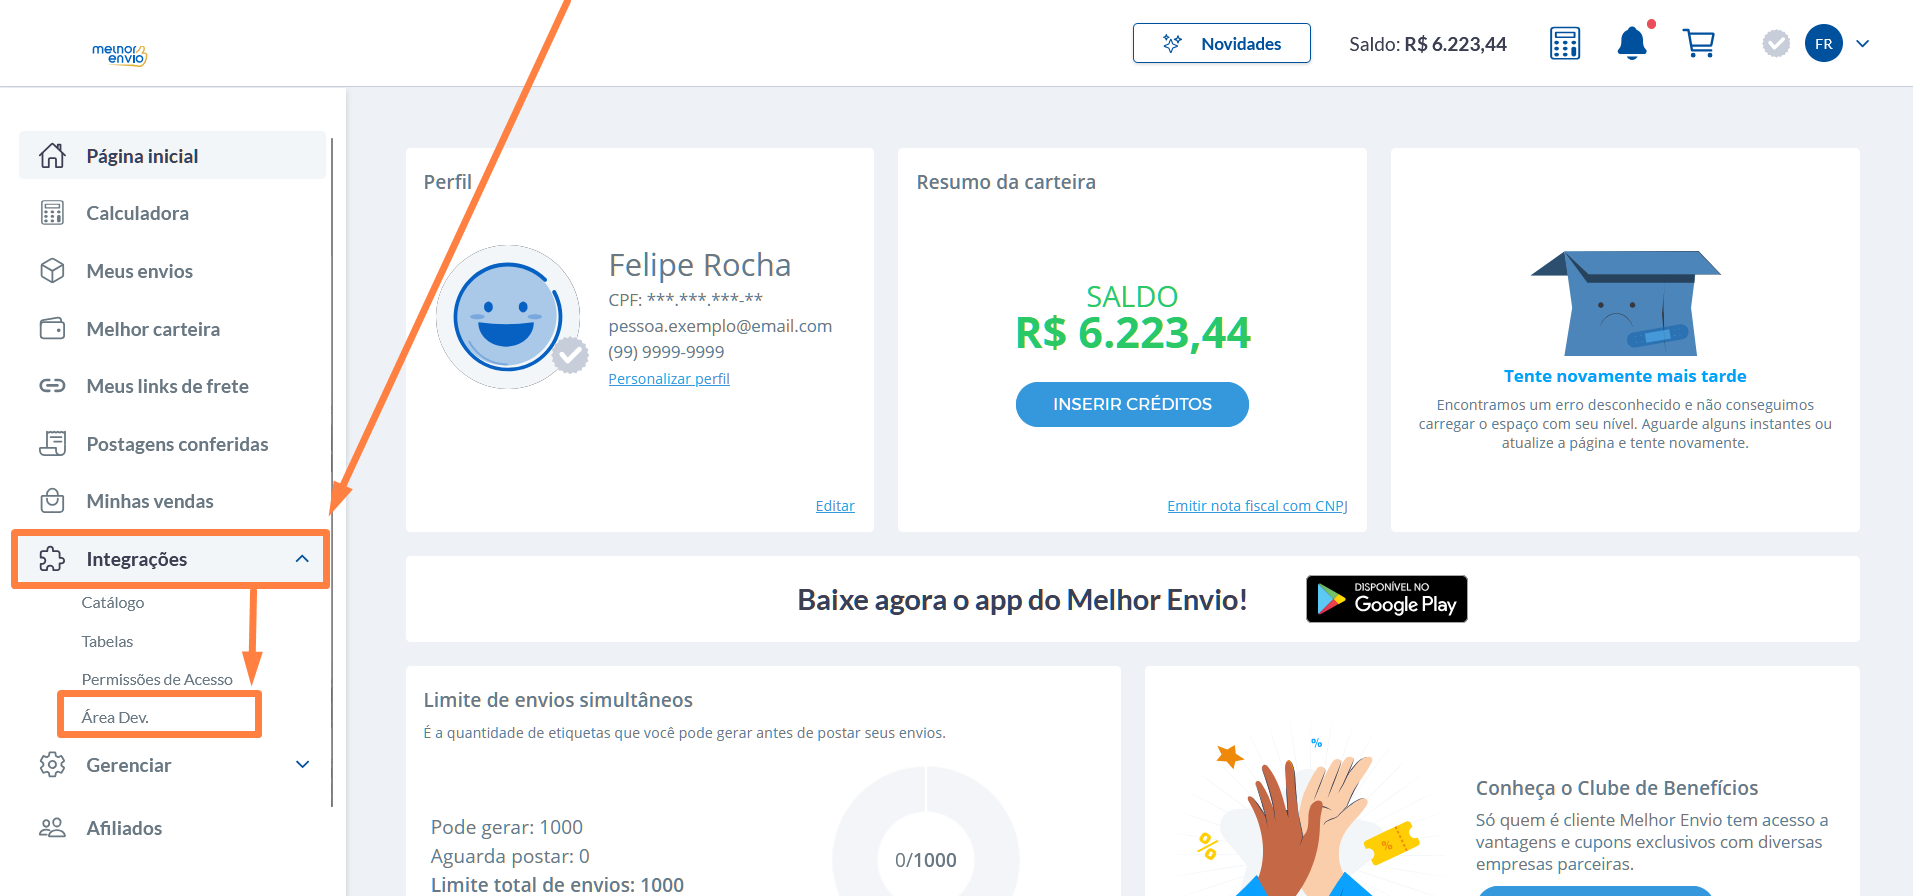 melhor
envio
Novidades
Saldo: R$ 6.223,44
FR
Página inicial
Calculadora
Meus envios
Melhor carteira
Meus links de frete
Postagens conferidas
Minhas vendas
Integrações
Catálogo
Tabelas
Permissões de Acesso
Área Dev.
Gerenciar
Afiliados
Perfil
Felipe Rocha
CPF: ***.***.***-**
pessoa.exemplo@email.com
(99) 9999-9999
Personalizar perfil
Editar
Resumo da carteira
SALDO
R$ 6.223,44
INSERIR CRÉDITOS
Emitir nota fiscal com CNPJ
Tente novamente mais tarde
Encontramos um erro desconhecido e não conseguimos
carregar o espaço com seu nível. Aguarde alguns instantes ou
atualize a página e tente novamente.
Baixe agora o app do Melhor Envio!
DISPONÍVEL NO
Google Play
Limite de envios simultâneos
É a quantidade de etiquetas que você pode gerar antes de postar seus envios.
Pode gerar: 1000
Aguarda postar: 0
Limite total de envios: 1000
0/1000
%
%
%
Conheça o Clube de Benefícios
Só quem é cliente Melhor Envio tem acesso a
vantagens e cupons exclusivos com diversas
empresas parceiras.